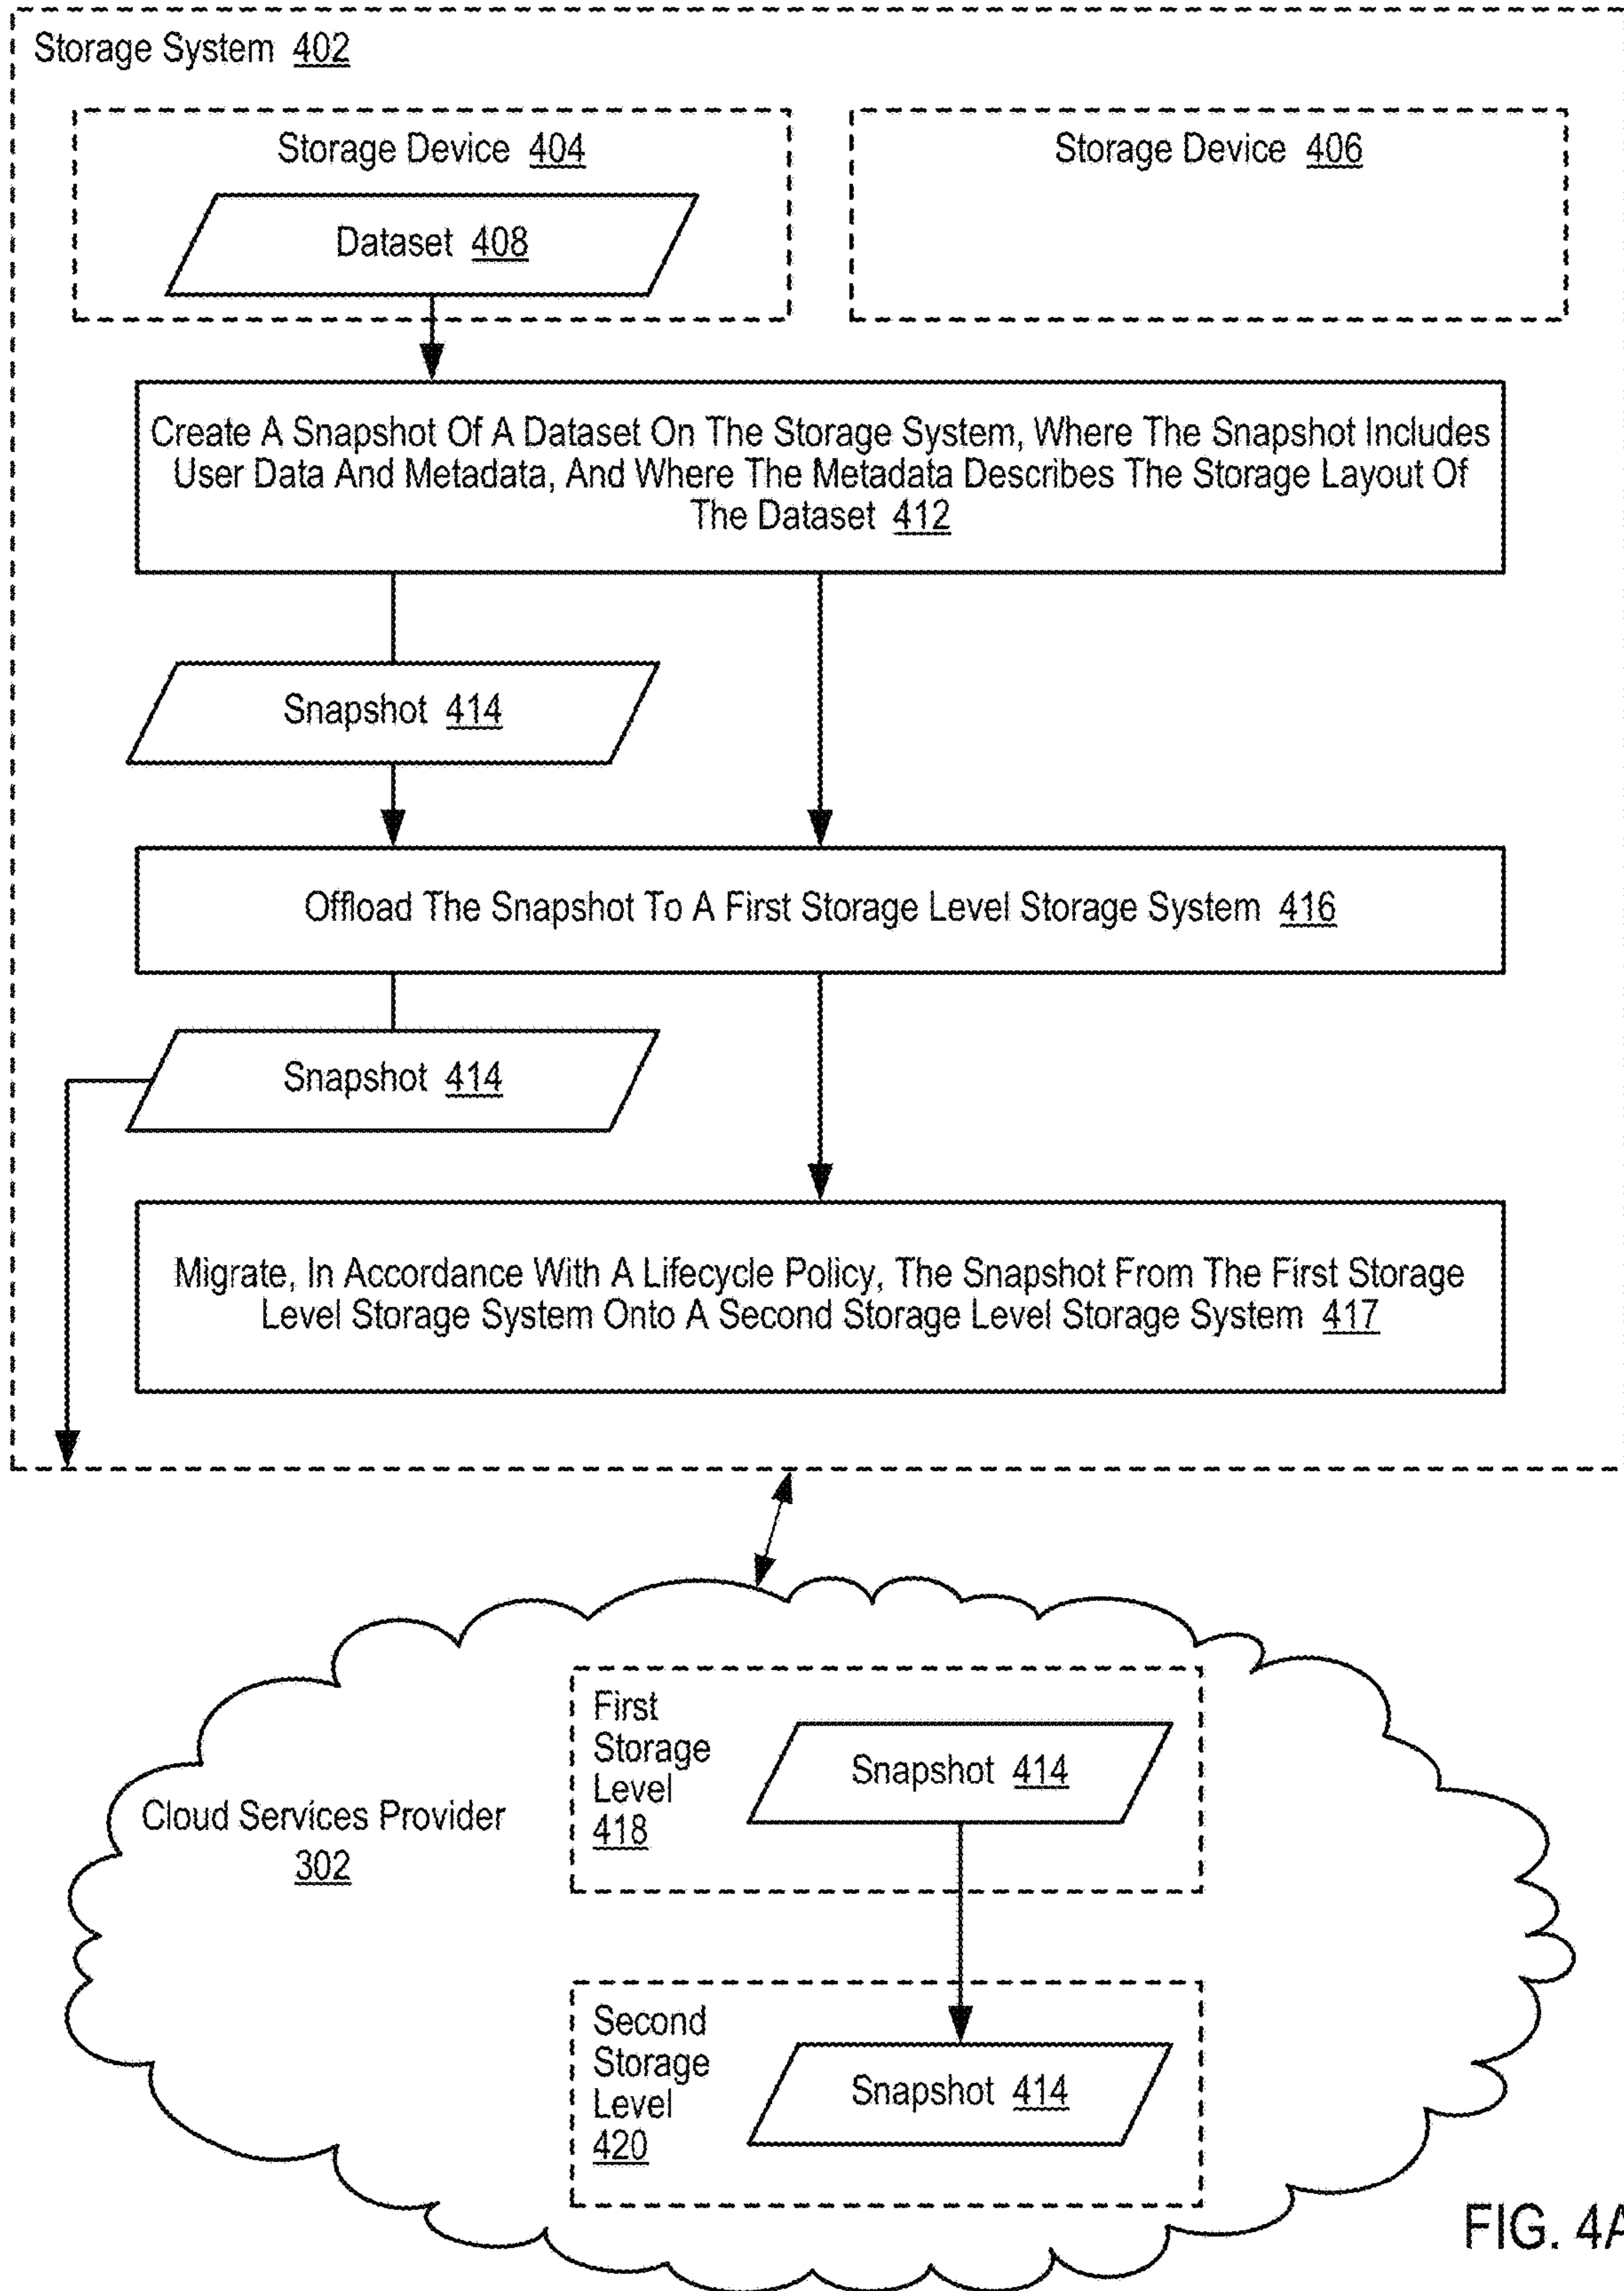 Storage System 402
Storage Device 404
Storage Device 406
Dataset 408
Create A Snapshot Of A Dataset On The Storage System, Where The Snapshot Includes
User Data And Metadata, And Where The Metadata Describes The Storage Layout Of
The Dataset 412
Snapshot 414
Offload The Snapshot To A First Storage Level Storage System 416
Snapshot 414
Migrate, In Accordance With A Lifecycle Policy, The Snapshot From The First Storage
Level Storage System Onto A Second Storage Level Storage System 417
First
Storage
Level
418
Snapshot 414
Cloud Services Provider
302
Second
Storage
Level
420
Snapshot 414
FIG. 4A